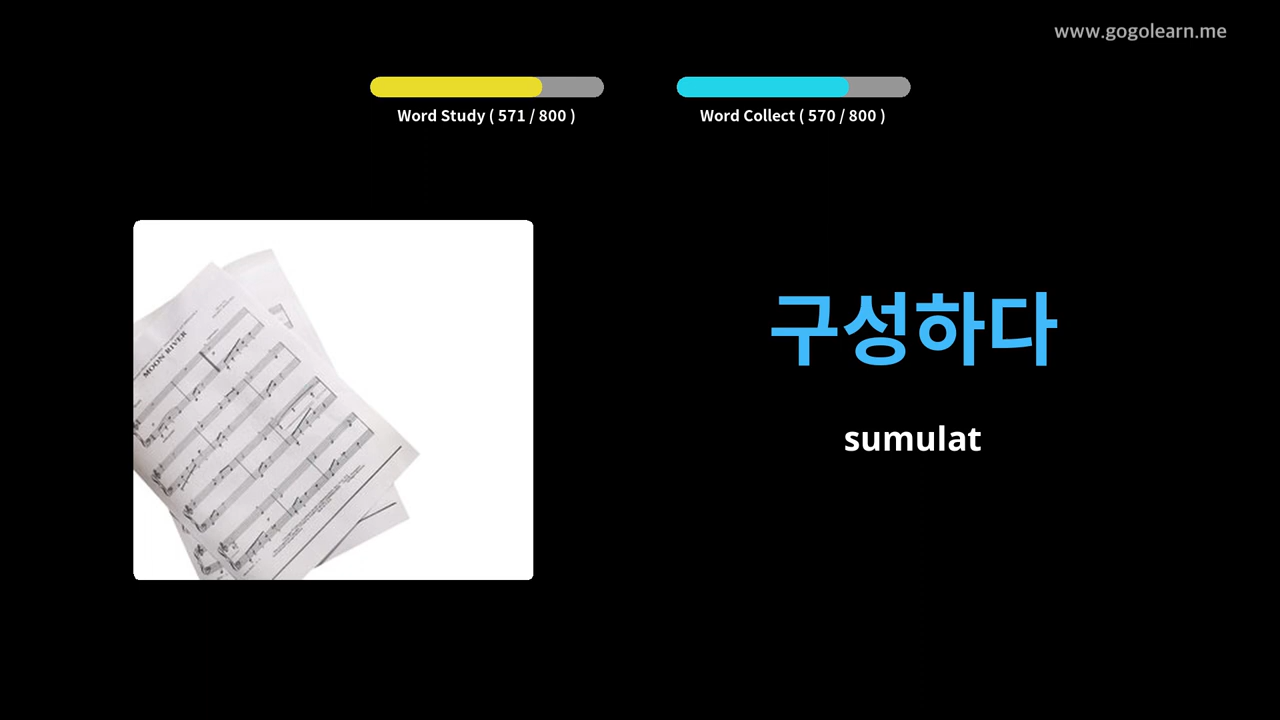 www.gogolearn.me
Word Study ( 571 / 800 )
Word Collect ( 570 / 800 )
MOON RIVER
구성하다
sumulat